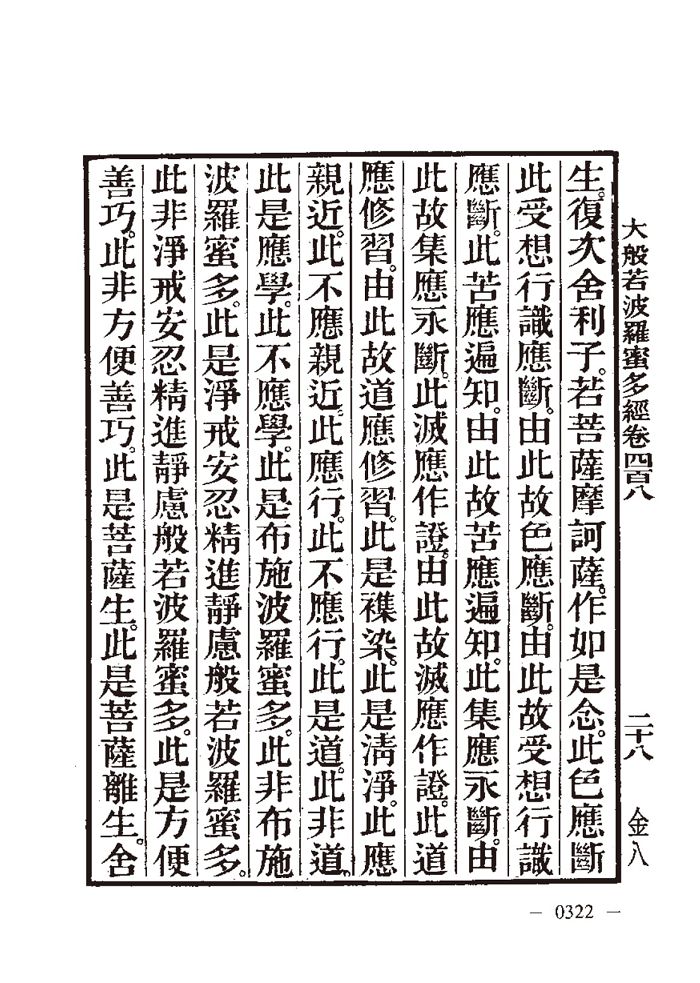 大般若波羅蜜多經卷四百八 二十八 金八
生。復次舍利子。若菩薩摩訶薩。作如是念。此色應斷
此受想行識應斷。由此故色應斷。由此故受想行識
應斷。此苦應遍知。由此故苦應遍知。此集應永斷。由
此故集應永斷。此滅應作證。由此故滅應作證。此道
應修習。由此故道應修習。此是襍染。此是清淨。此應
親近。此不應親近。此應行。此不應行。此是道。此非道。
此是應學。此不應學。此是布施波羅蜜多。此非布施
波羅蜜多。此是淨戒安忍精進靜慮般若波羅蜜多。
此非淨戒安忍精進靜慮般若波羅蜜多。此是方便
善巧。此非方便善巧。此是菩薩生。此是菩薩離生。舍
— 0322 —